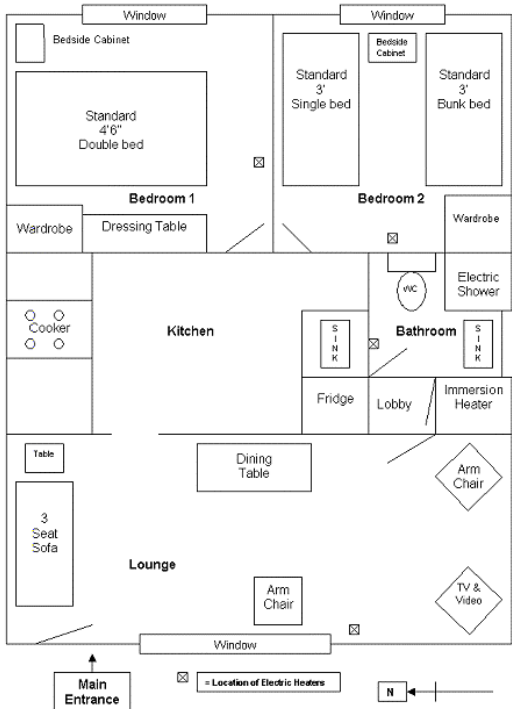 Window
Window
Bedside Cabinet
Bedside
Cabinet
Standard
4'6"
Double bed
Standard
3'
Single bed
Standard
3'
Bunk bed
Bedroom 1
Bedroom 2
Wardrobe
Dressing Table
Wardrobe
WC
Electric
Shower
Cooker
Kitchen
SINK
Bathroom
SINK
Fridge
Lobby
Immersion
Heater
Table
Dining
Table
Arm
Chair
3
Seat
Sofa
Lounge
Arm
Chair
TV &
Video
Window
Main
Entrance
= Location of Electric Heaters
N